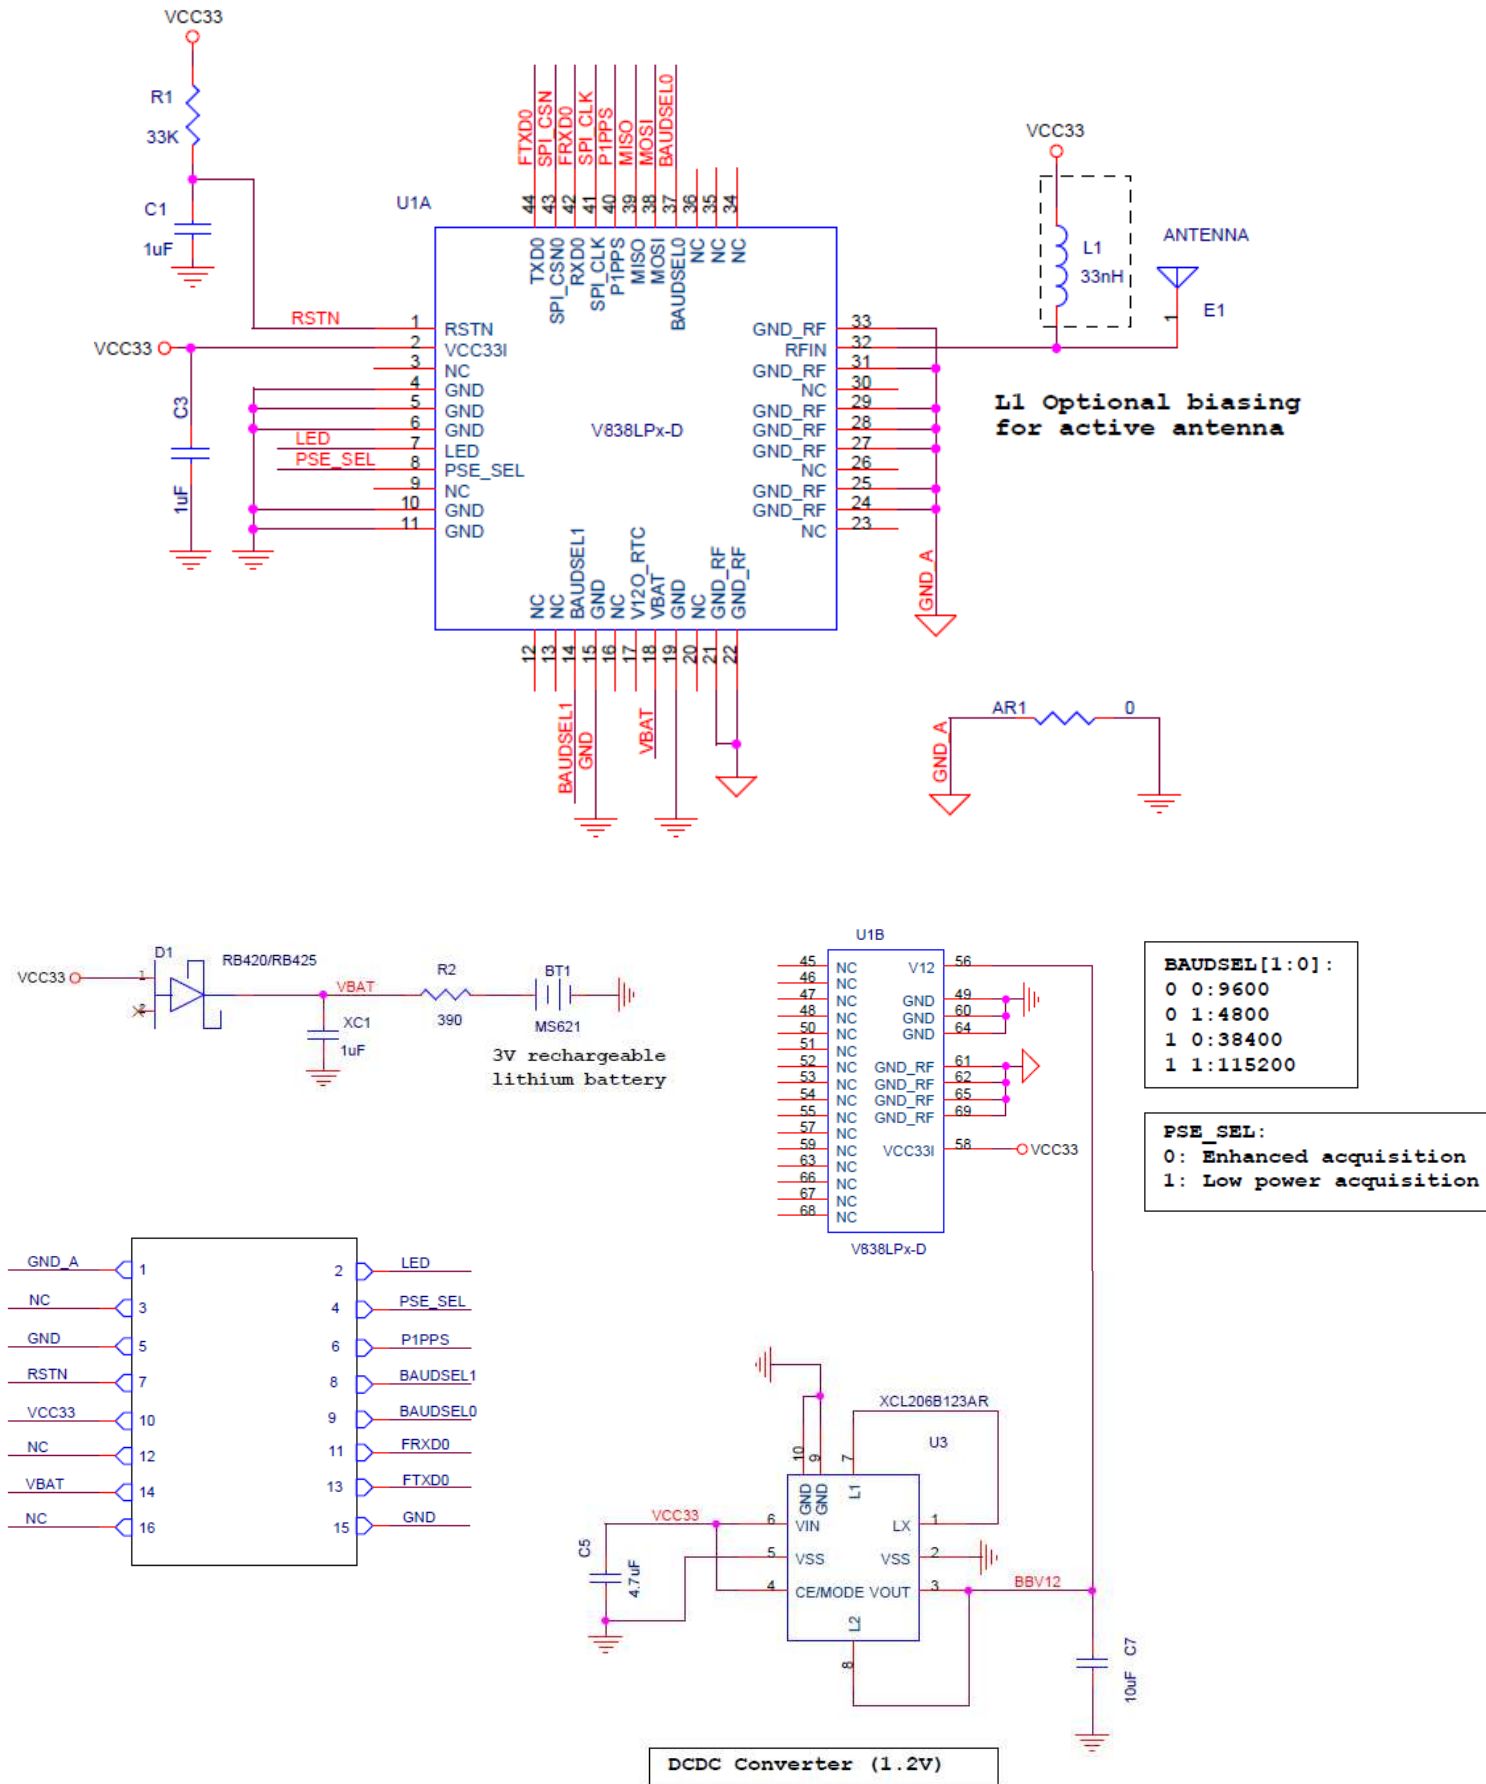 VCC33
R1
33K
C1
1uF
FTXD0
SPI_CSN
FRXD0
SPI_CLK
P1PPS
MISO
MOSI
BAUDSEL0
44
43
42
41
40
39
38
37
36
35
34
U1A
TXD0
SPI_CSN0
RXD0
SPI_CLK
P1PPS
MISO
MOSI
BAUDSEL0
NC
NC
NC
VCC33
L1
33nH
ANTENNA
E1
1
RSTN 1 RSTN
VCC33 2 VCC33I
3 NC
4 GND
5 GND
6 GND
LED 7 LED
PSE_SEL 8 PSE_SEL
9 NC
10 GND
11 GND
C3
1uF
V838LPx-D
GND_RF 33
RFIN 32
GND_RF 31
NC 30
GND_RF 29
GND_RF 28
GND_RF 27
NC 26
GND_RF 25
GND_RF 24
NC 23
GND_A
L1 Optional biasing
for active antenna
NC
NC
BAUDSEL1
GND
NC
V12O_RTC
VBAT
GND
NC
GND_RF
GND_RF
12
13
14
15
16
17
18
19
20
21
22
BAUDSEL1
GND
VBAT
AR1 0
GND_A
D1
RB420/RB425
VCC33 1
2
VBAT
XC1
1uF
R2
390
BT1
MS621
3V rechargeable
lithium battery
U1B
45 NC
46 NC
47 NC
48 NC
50 NC
51 NC
52 NC
53 NC
54 NC
55 NC
57 NC
59 NC
63 NC
66 NC
67 NC
68 NC
V12 56
GND 49
GND 60
GND 64
GND_RF 61
GND_RF 62
GND_RF 65
GND_RF 69
VCC33I 58 VCC33
V838LPx-D
BAUDSEL[1:0]:
0 0:9600
0 1:4800
1 0:38400
1 1:115200
PSE_SEL:
0: Enhanced acquisition
1: Low power acquisition
GND_A 1 2 LED
NC 3 4 PSE_SEL
GND 5 6 P1PPS
RSTN 7 8 BAUDSEL1
VCC33 10 9 BAUDSEL0
NC 12 11 FRXD0
VBAT 14 13 FTXD0
NC 16 15 GND
XCL206B123AR
U3
10
9
7
GND
GND
L1
VCC33 6 VIN LX 1
5 VSS VSS 2
4 CE/MODE VOUT 3 BBV12
L2
8
C5
4.7uF
C7
10uF
DCDC Converter (1.2V)